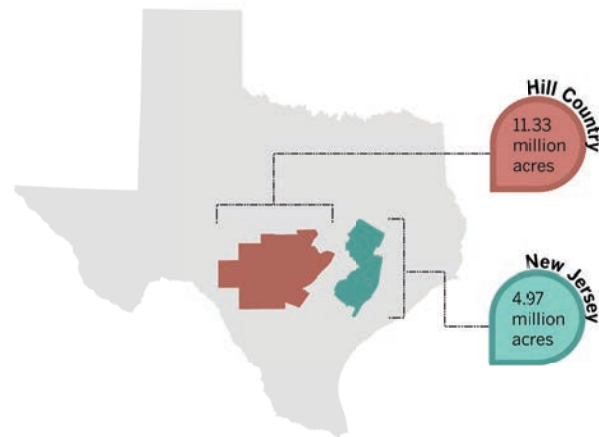 Hill Country
11.33
million
acres
New Jersey
4.97
million
acres